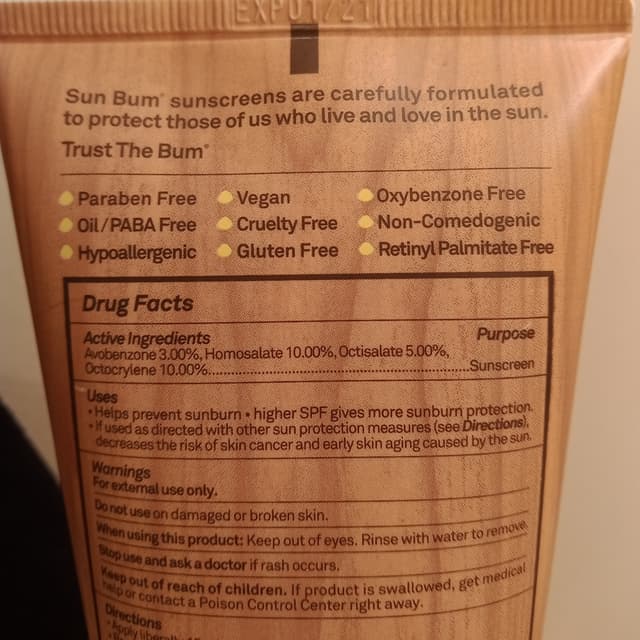 EXP01/21
Sun Bum® sunscreens are carefully formulated
to protect those of us who live and love in the sun.
Trust The Bum®
Paraben Free Vegan Oxybenzone Free
Oil/PABA Free Cruelty Free Non-Comedogenic
Hypoallergenic Gluten Free Retinyl Palmitate Free
Drug Facts
Active Ingredients Purpose
Avobenzone 3.00%, Homosalate 10.00%, Octisalate 5.00%,
Octocrylene 10.00%..........................................................Sunscreen
Uses
• Helps prevent sunburn • higher SPF gives more sunburn protection.
• If used as directed with other sun protection measures (see Directions),
decreases the risk of skin cancer and early skin aging caused by the sun.
Warnings
For external use only.
Do not use on damaged or broken skin.
When using this product: Keep out of eyes. Rinse with water to remove.
Stop use and ask a doctor if rash occurs.
Keep out of reach of children. If product is swallowed, get medical
help or contact a Poison Control Center right away.
Directions
• Apply